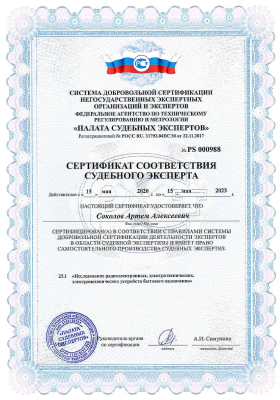 СИСТЕМА ДОБРОВОЛЬНОЙ СЕРТИФИКАЦИИ
НЕГОСУДАРСТВЕННЫХ ЭКСПЕРТНЫХ
ОРГАНИЗАЦИЙ И ЭКСПЕРТОВ
ФЕДЕРАЛЬНОЕ АГЕНТСТВО ПО ТЕХНИЧЕСКОМУ
РЕГУЛИРОВАНИЮ И МЕТРОЛОГИИ
«ПАЛАТА СУДЕБНЫХ ЭКСПЕРТОВ»
Регистрационный № РОСС RU. 31792.04ПСЭ0 от 22.11.2017
№ PS 000988
СЕРТИФИКАТ СООТВЕТСТВИЯ
СУДЕБНОГО ЭКСПЕРТА
Действителен с 15 мая 2020 г. по 15 мая 2023 г.
НАСТОЯЩИЙ СЕРТИФИКАТ УДОСТОВЕРЯЕТ, ЧТО
Соколов Артем Алексеевич
СЕРТИФИЦИРОВАН(А) В СООТВЕТСТВИИ С ПРАВИЛАМИ СИСТЕМЫ
ДОБРОВОЛЬНОЙ СЕРТИФИКАЦИИ ДЕЯТЕЛЬНОСТИ ЭКСПЕРТОВ
В ОБЛАСТИ СУДЕБНОЙ ЭКСПЕРТИЗЫ И ИМЕЕТ ПРАВО
САМОСТОЯТЕЛЬНОГО ПРОИЗВОДСТВА СУДЕБНЫХ ЭКСПЕРТИЗ.
25.1 «Исследование радиоэлектронных, электротехнических,
электромеханических устройств бытового назначения»
«ПАЛАТА
СУДЕБНЫХ
ЭКСПЕРТОВ»
Руководитель органа
по сертификации
А.И. Самунина